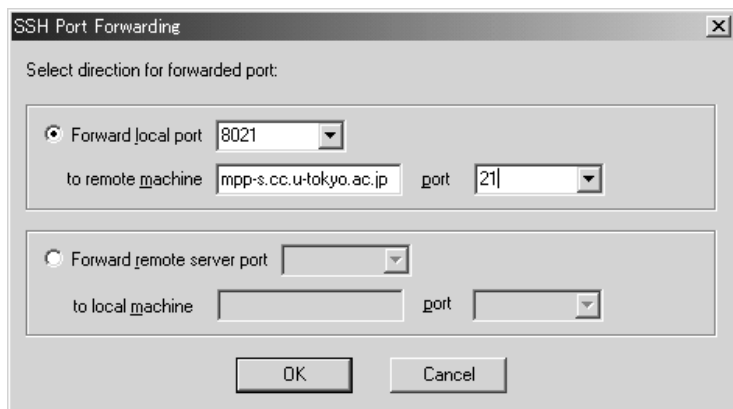 SSH Port Forwarding
Select direction for forwarded port:
Forward local port 8021
to remote machine mpp-s.cc.u-tokyo.ac.jp port 21
Forward remote server port
to local machine port
OK Cancel